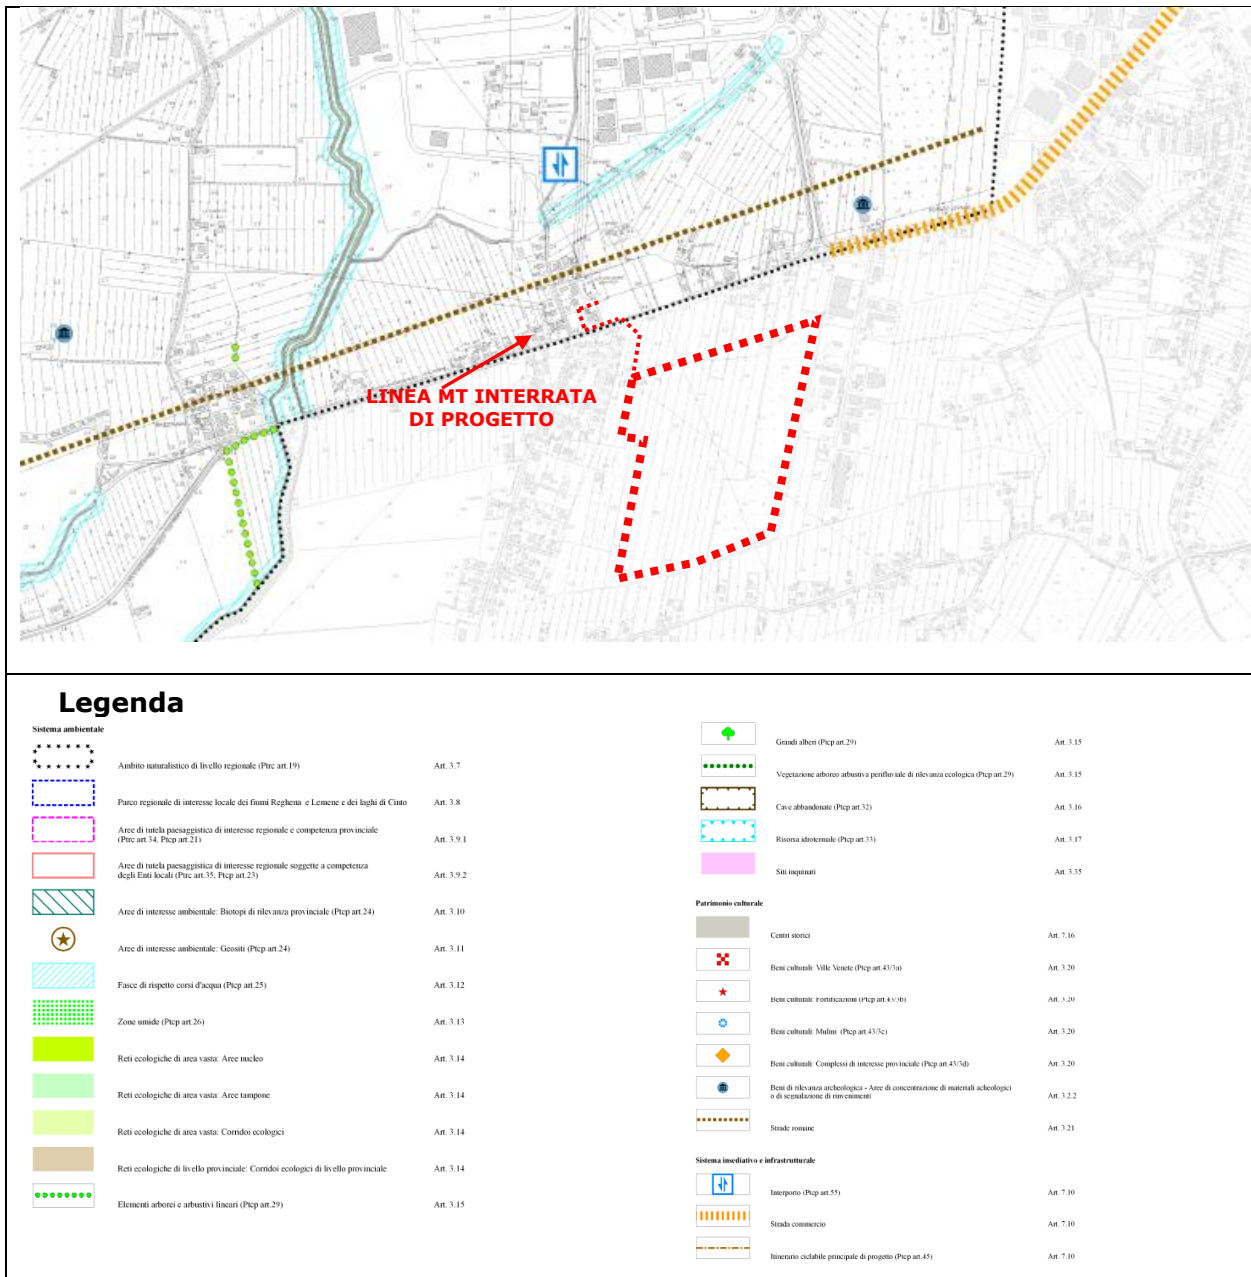 LINEA MT INTERRATA
DI PROGETTO
Legenda
Sistema ambientale
Ambito naturalistico di livello regionale (Ptrc art.19) Art. 3.7
Parco regionale di interesse locale dei fiumi Reghena e Lemene e dei laghi di Cinto Art. 3.8
Aree di tutela paesaggistica di interesse regionale e competenza provinciale
(Ptrc art.34, Ptcp art.21) Art. 3.9.1
Aree di tutela paesaggistica di interesse regionale soggette a competenza
degli Enti locali (Ptrc art.35, Ptcp art.23) Art. 3.9.2
Aree di interesse ambientale: Biotopi di rilevanza provinciale (Ptcp art.24) Art. 3.10
Aree di interesse ambientale: Geositi (Ptcp art.24) Art. 3.11
Fasce di rispetto corsi d'acqua (Ptcp art.25) Art. 3.12
Zone umide (Ptcp art.26) Art. 3.13
Reti ecologiche di area vasta: Aree nucleo Art. 3.14
Reti ecologiche di area vasta: Aree tampone Art. 3.14
Reti ecologiche di area vasta: Corridoi ecologici Art. 3.14
Reti ecologiche di livello provinciale: Corridoi ecologici di livello provinciale Art. 3.14
Elementi arborei e arbustivi lineari (Ptcp art.29) Art. 3.15
Grandi alberi (Ptcp art.29) Art. 3.15
Vegetazione arboreo arbustiva perifluviale di rilevanza ecologica (Ptcp art.29) Art. 3.15
Cave abbandonate (Ptcp art.32) Art. 3.16
Risorsa idrotermale (Ptcp art.33) Art. 3.17
Siti inquinati Art. 3.35
Patrimonio culturale
Centri storici Art. 7.16
Beni culturali: Ville Venete (Ptcp art.43/3a) Art. 3.20
Beni culturali: Fortificazioni (Ptcp art.43/3b) Art. 3.20
Beni culturali: Mulini (Ptcp art.43/3c) Art. 3.20
Beni culturali: Complessi di interesse provinciale (Ptcp art.43/3d) Art. 3.20
Beni di rilevanza archeologica - Aree di concentrazione di materiali acheologici
o di segnalazione di rinvenimenti Art. 3.2.2
Strade romane Art. 3.21
Sistema insediativo e infrastrutturale
Interporto (Ptcp art.55) Art. 7.10
Strada commercio Art. 7.10
Itinerario ciclabile principale di progetto (Ptcp art.45) Art. 7.10